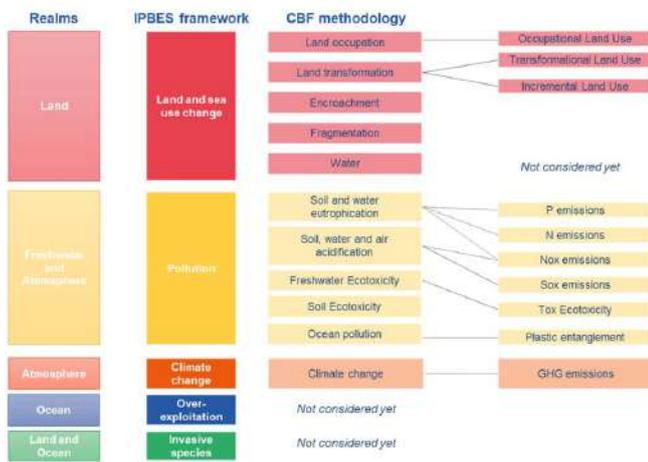 Realms
IPBES framework
CBF methodology
Land
Land and sea
use change
Land occupation
Land transformation
Encroachment
Fragmentation
Water
Occupational Land Use
Transformational Land Use
Incremental Land Use
Not considered yet
Freshwater
and
Atmosphere
Pollution
Soil and water
eutrophication
Soil, water and air
acidification
Freshwater Ecotoxicity
Soil Ecotoxicity
Ocean pollution
P emissions
N emissions
Nox emissions
Sox emissions
Tox Ecotoxicity
Plastic entanglement
Atmosphere
Climate
change
Climate change
GHG emissions
Ocean
Over-
exploitation
Not considered yet
Land and
Ocean
Invasive
species
Not considered yet